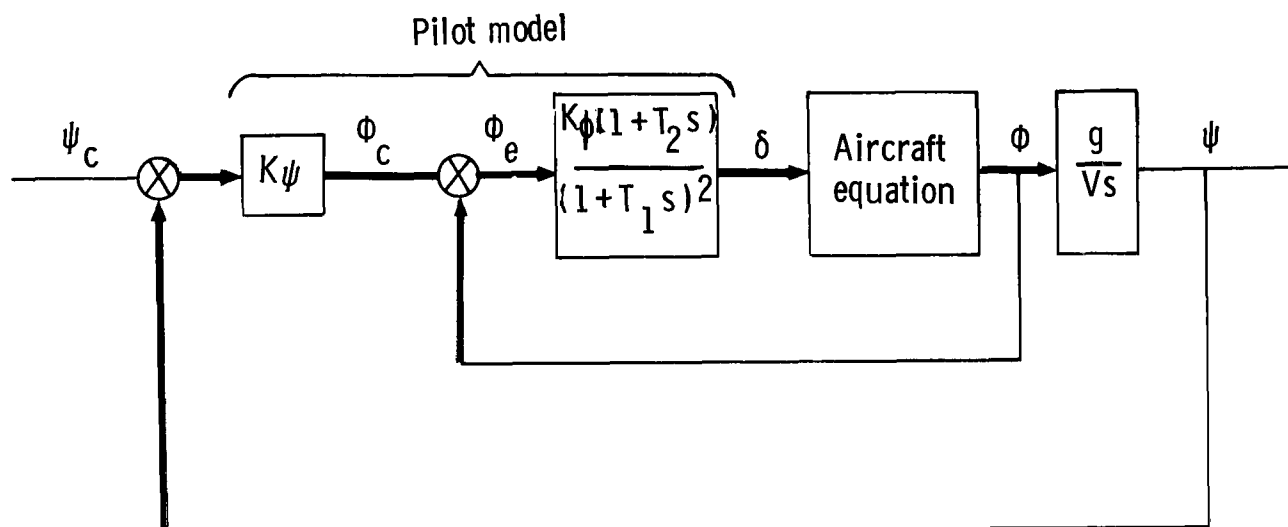 Pilot model
ψc
Kψ
Φc
Φe
Kϕ(1+T2s)
(1+T1s)2
δ
Aircraft
equation
Φ
g
Vs
ψ